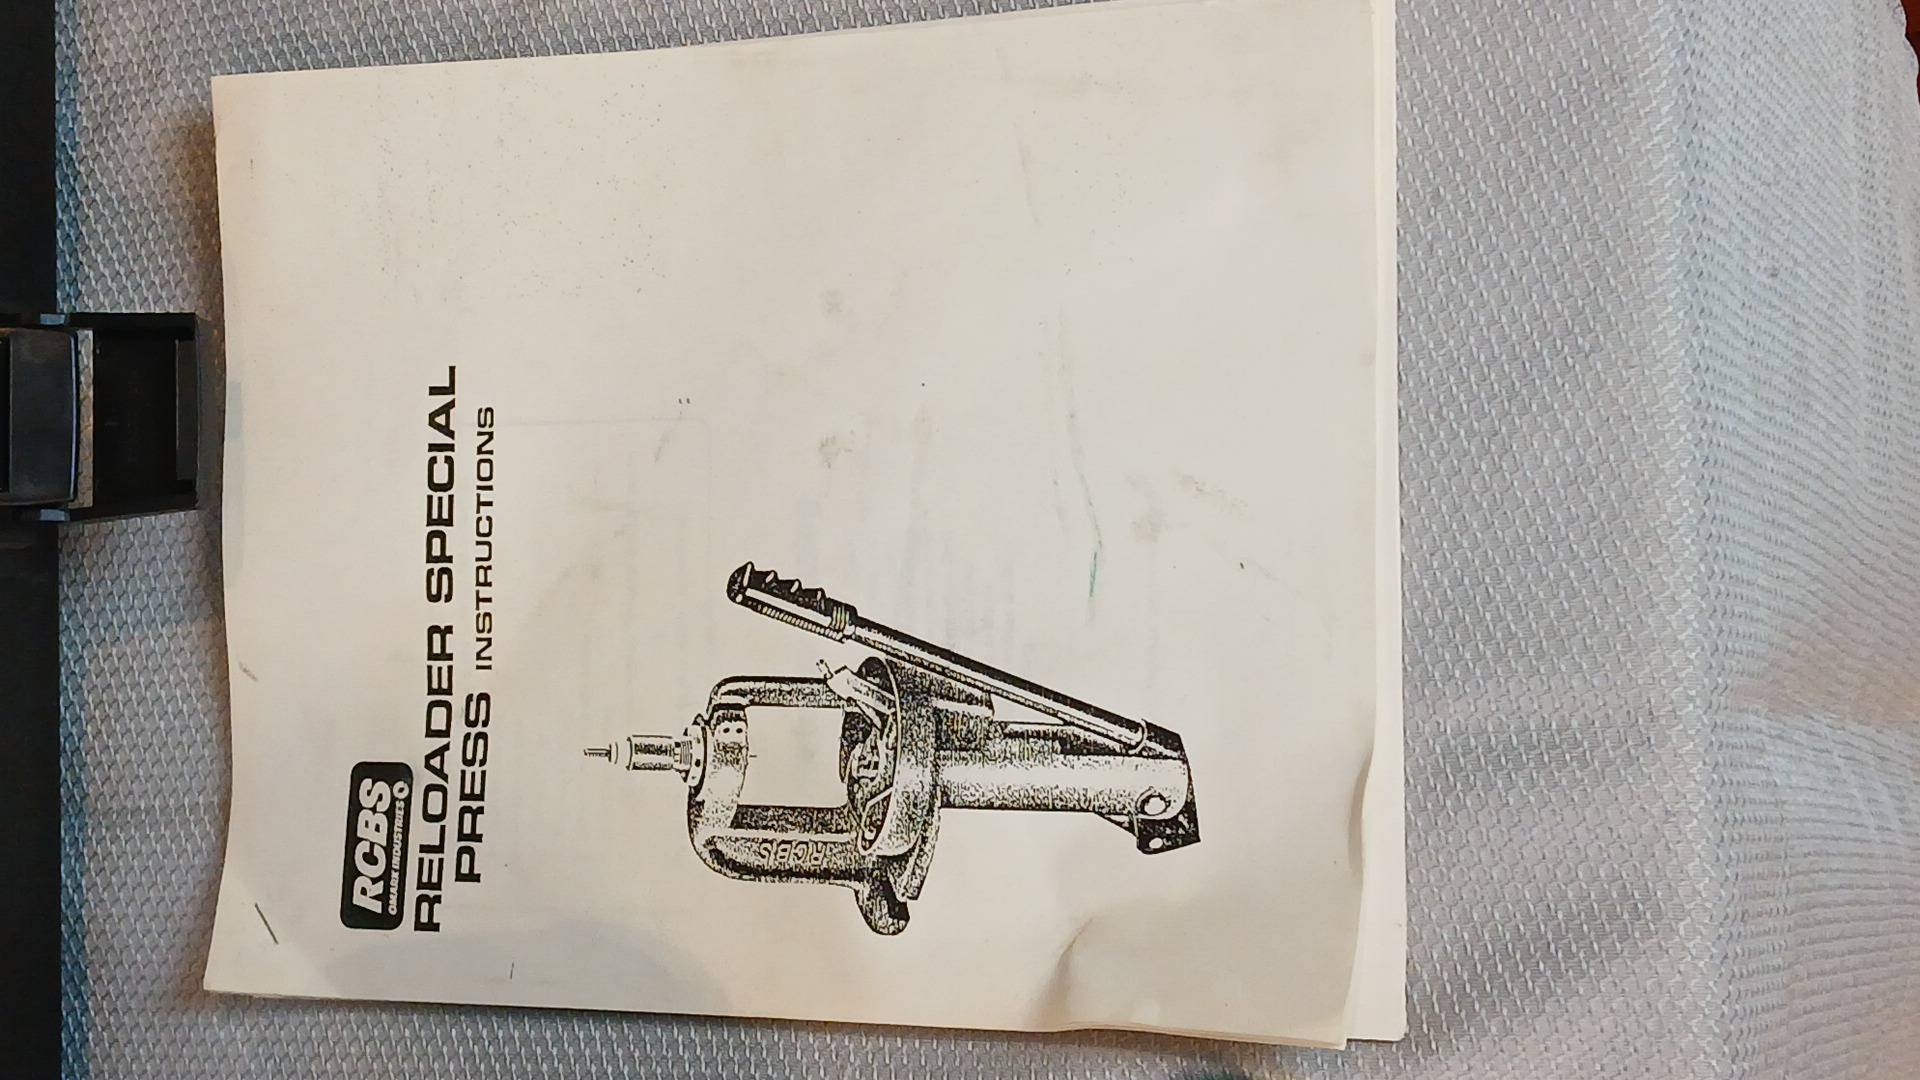 RCBS
OMARK INDUSTRIES
RELOADER SPECIAL
PRESS INSTRUCTIONS
RCBS